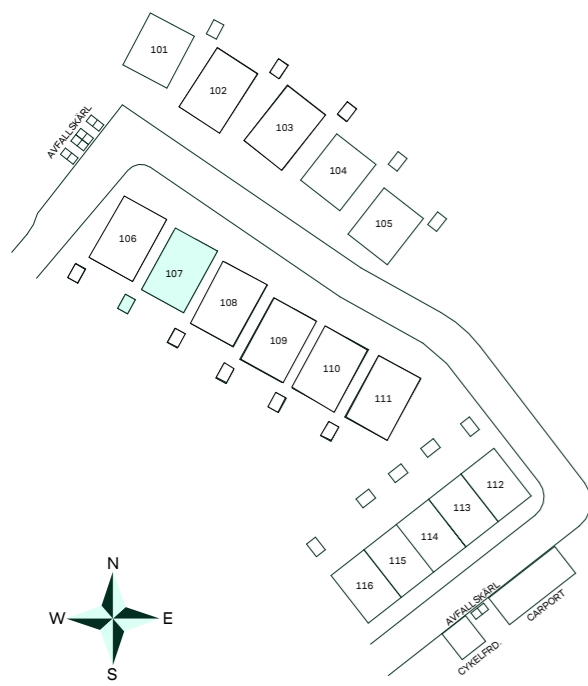 101
102
103
104
105
AVFALLSKÄRL
106
107
108
109
110
111
112
113
114
115
116
AVFALLSKÄRL
CARPORT
CYKELFRD.
N
W
E
S